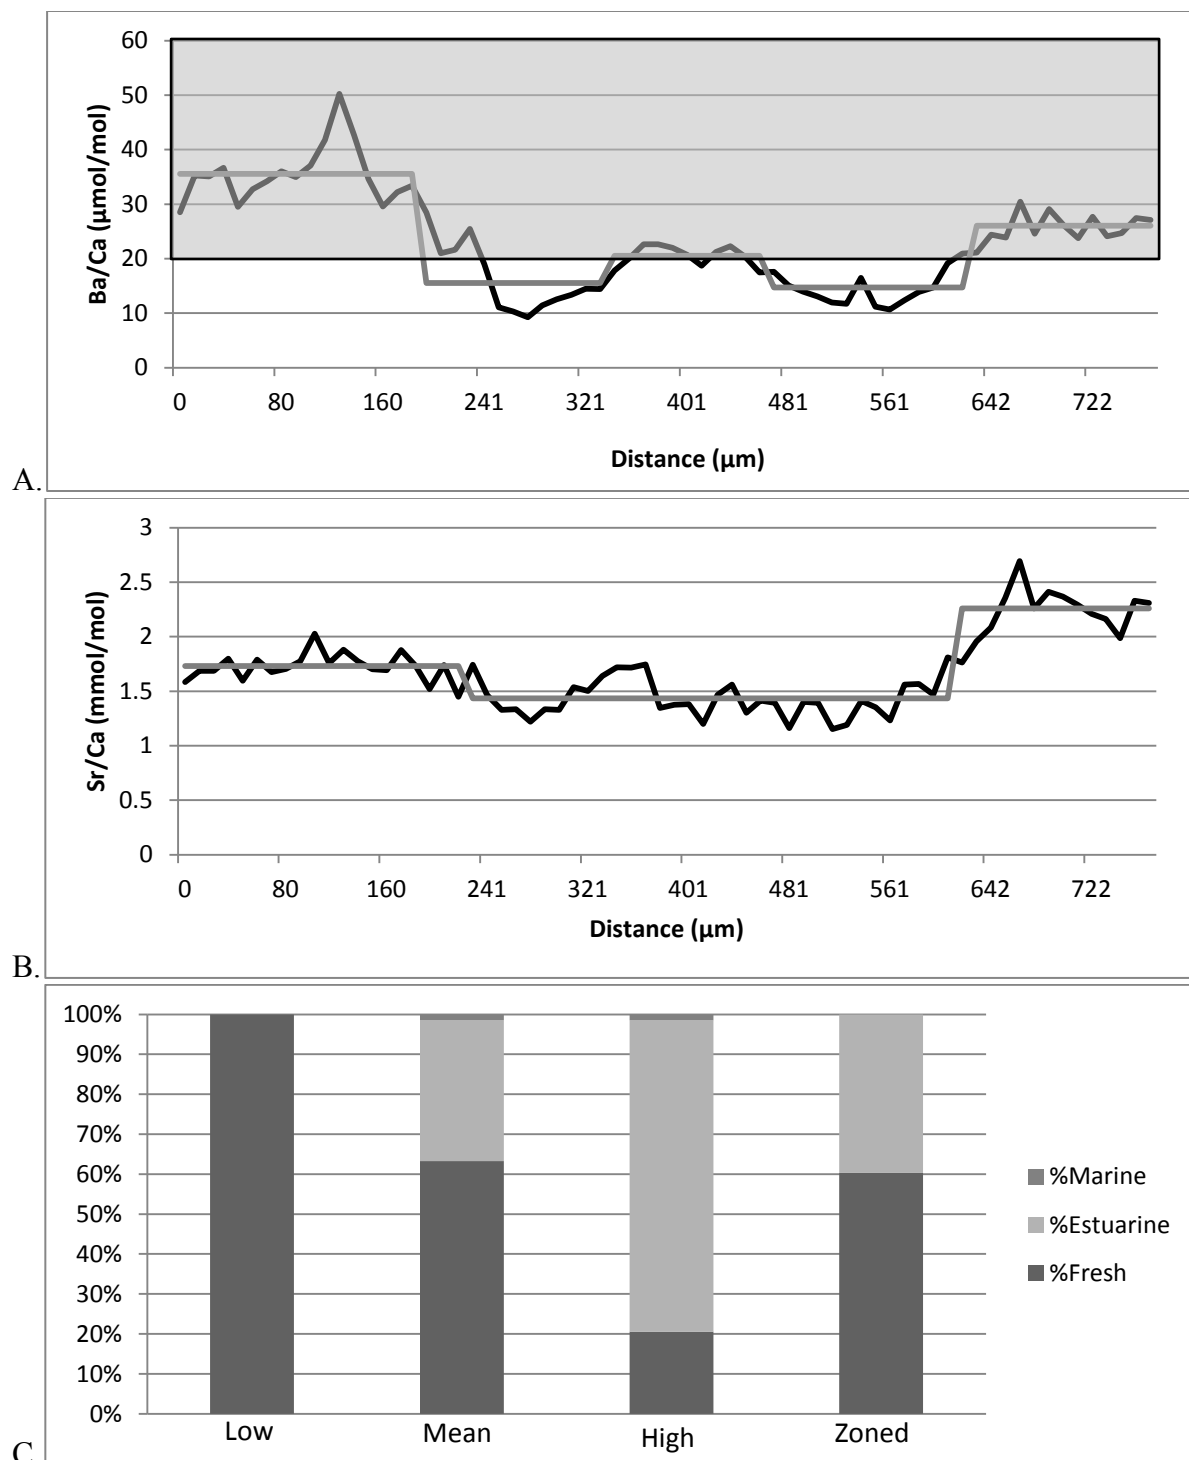 60
50
40
30
20
10
0
Ba/Ca (µmol/mol)
0 80 160 241 321 401 481 561 642 722
Distance (µm)
A.
3
2.5
2
1.5
1
0.5
0
Sr/Ca (mmol/mol)
0 80 160 241 321 401 481 561 642 722
Distance (µm)
B.
100%
90%
80%
70%
60%
50%
40%
30%
20%
10%
0%
Low Mean High Zoned
%Marine
%Estuarine
%Fresh
C